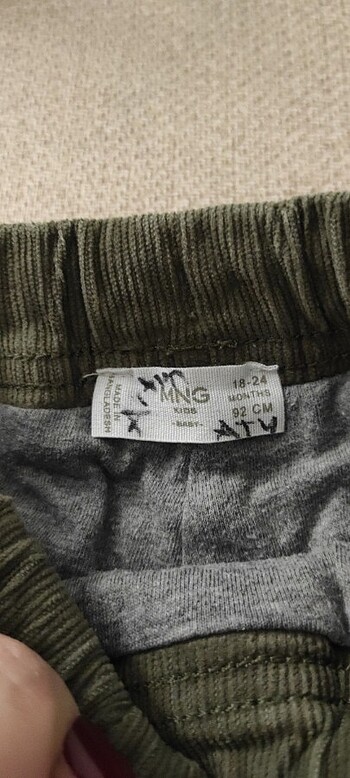 MADE IN
BANGLADESH
MNG
KIDS
-BABY-
18-24
MONTHS
92 CM